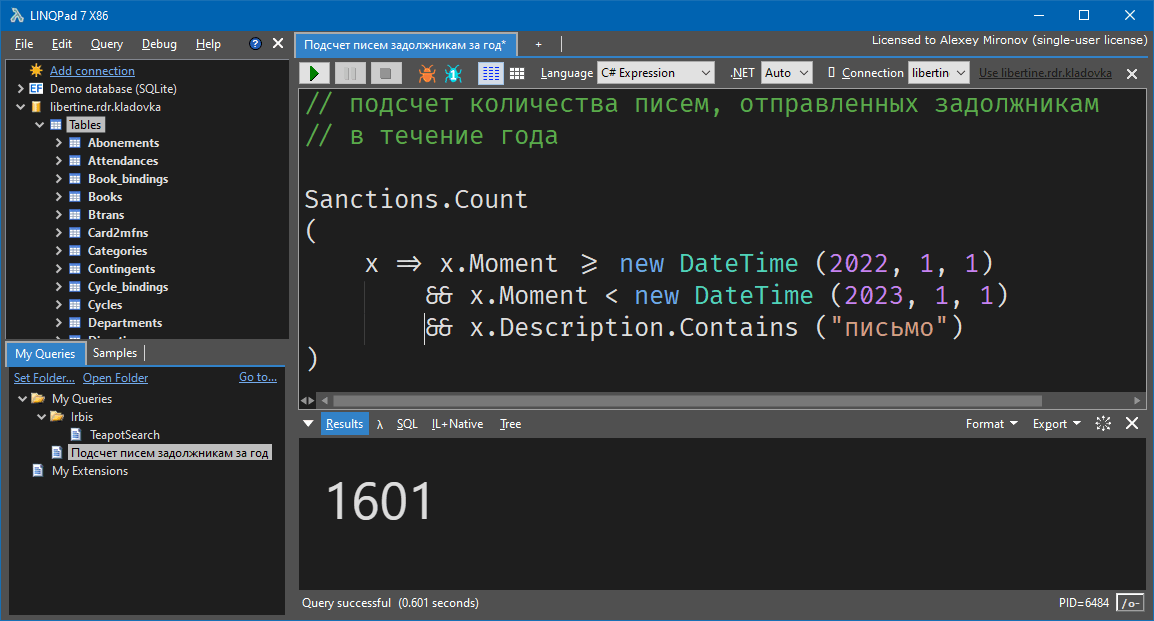 LINQPad 7 X86
File Edit Query Debug Help ?
Подсчет писем задолжникам за год* +
Licensed to Alexey Mironov (single-user license)
Add connection
Demo database (SQLite)
libertine.rdr.kladovka
Tables
Abonements
Attendances
Book_bindings
Books
Btrans
Card2mfns
Categories
Contingents
Cycle_bindings
Cycles
Departments
My Queries Samples
Set Folder... Open Folder Go to...
My Queries
Irbis
TeapotSearch
Подсчет писем задолжникам за год
My Extensions
Language C# Expression .NET Auto Connection libertin Use libertine.rdr.kladovka
// подсчет количества писем, отправленных задолжникам
// в течение года
Sanctions.Count
(
x => x.Moment >= new DateTime (2022, 1, 1)
&& x.Moment < new DateTime (2023, 1, 1)
&& x.Description.Contains ("письмо")
)
Results λ SQL IL+Native Tree Format Export
1601
Query successful (0.601 seconds)
PID=6484 /o-